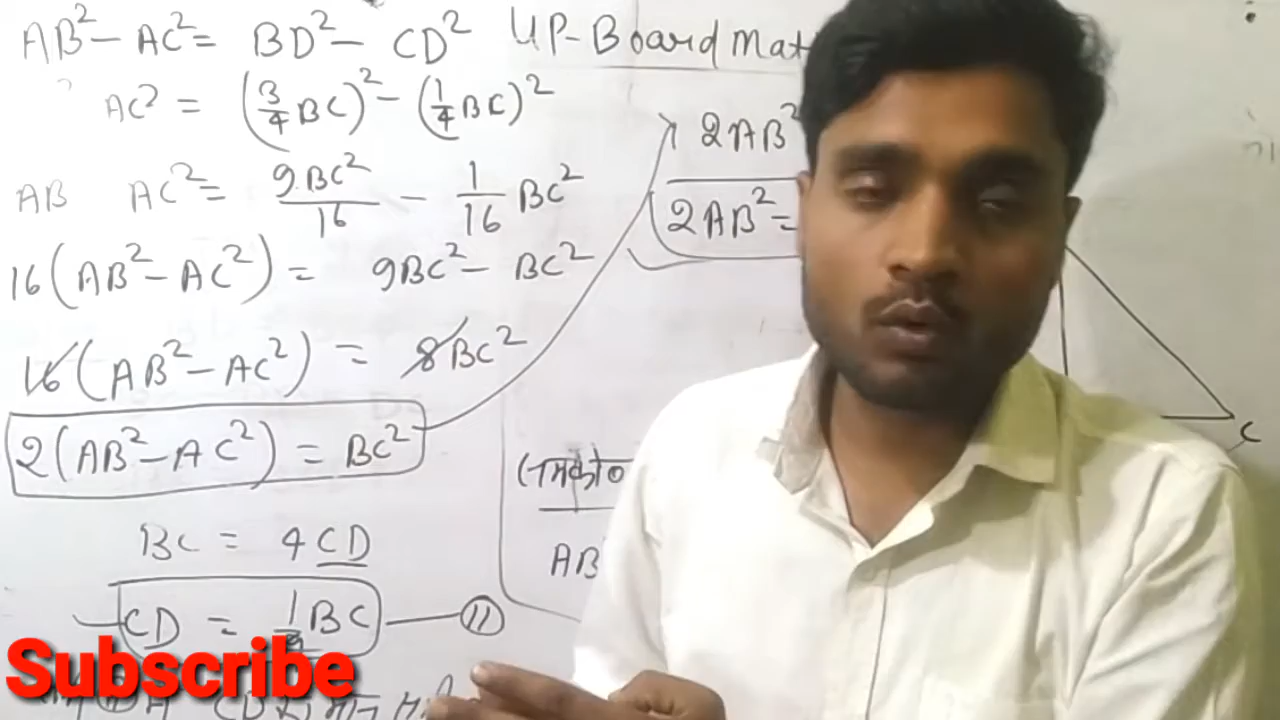 AB² - AC² = BD² - CD²
UP-Board Mat
AC² = (3/4 BC)² - (1/4 BC)²
2AB²
AB AC² = 9BC²/16 - 1/16 BC²
2AB² =
16(AB² - AC²) = 9BC² - BC²
16(AB² - AC²) = 8BC²
2(AB² - AC²) = BC²
C
BC = 4CD
AB
CD = BC — 11
Subscribe